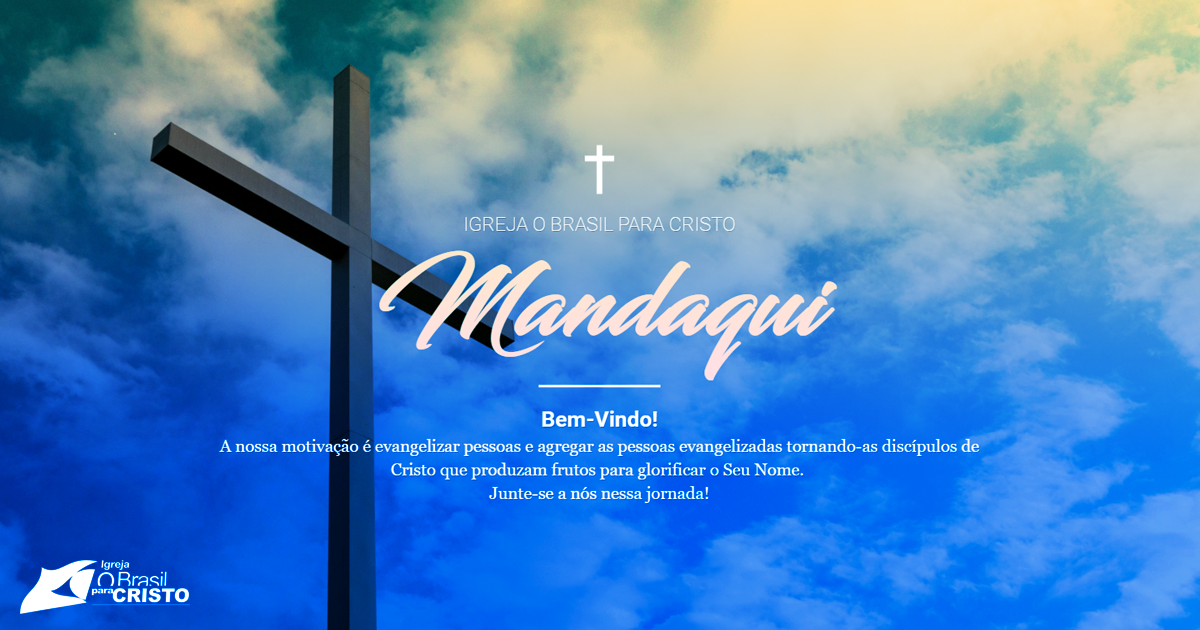 IGREJA O BRASIL PARA CRISTO
Mandaqui
Bem-Vindo!
A nossa motivação é evangelizar pessoas e agregar as pessoas evangelizadas tornando-as discípulos de
Cristo que produzam frutos para glorificar o Seu Nome.
Junte-se a nós nessa jornada!
Igreja
O Brasil
para CRISTO